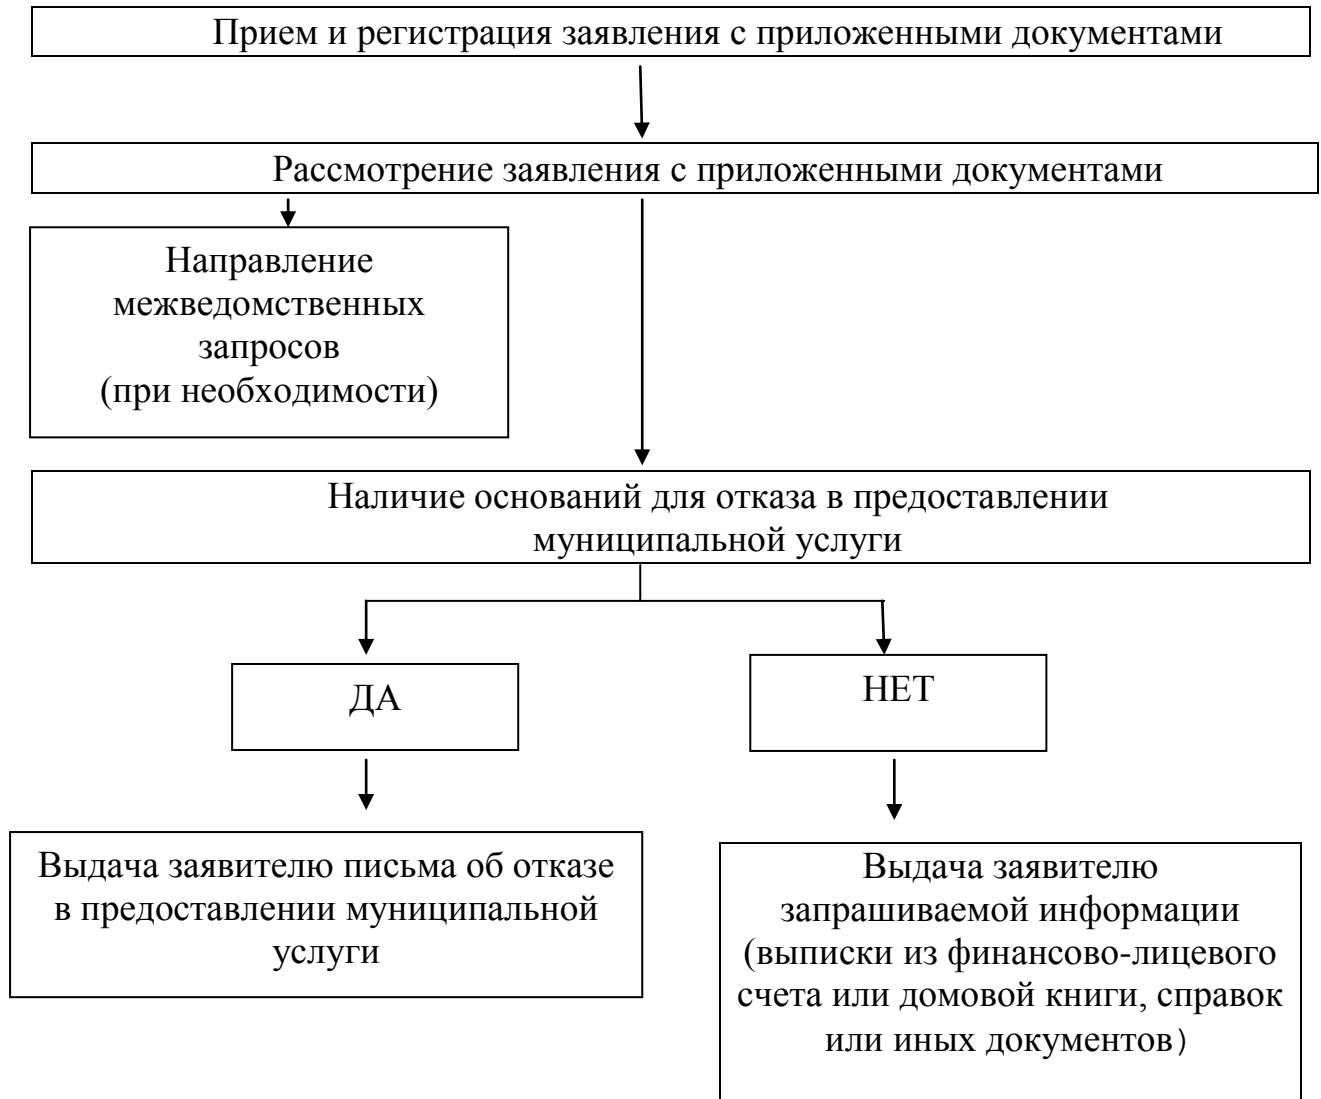 Прием и регистрация заявления с приложенными документами
Рассмотрение заявления с приложенными документами
Направление
межведомственных
запросов
(при необходимости)
Наличие оснований для отказа в предоставлении
муниципальной услуги
ДА
НЕТ
Выдача заявителю письма об отказе
в предоставлении муниципальной
услуги
Выдача заявителю
запрашиваемой информации
(выписки из финансово-лицевого
счета или домовой книги, справок
или иных документов)